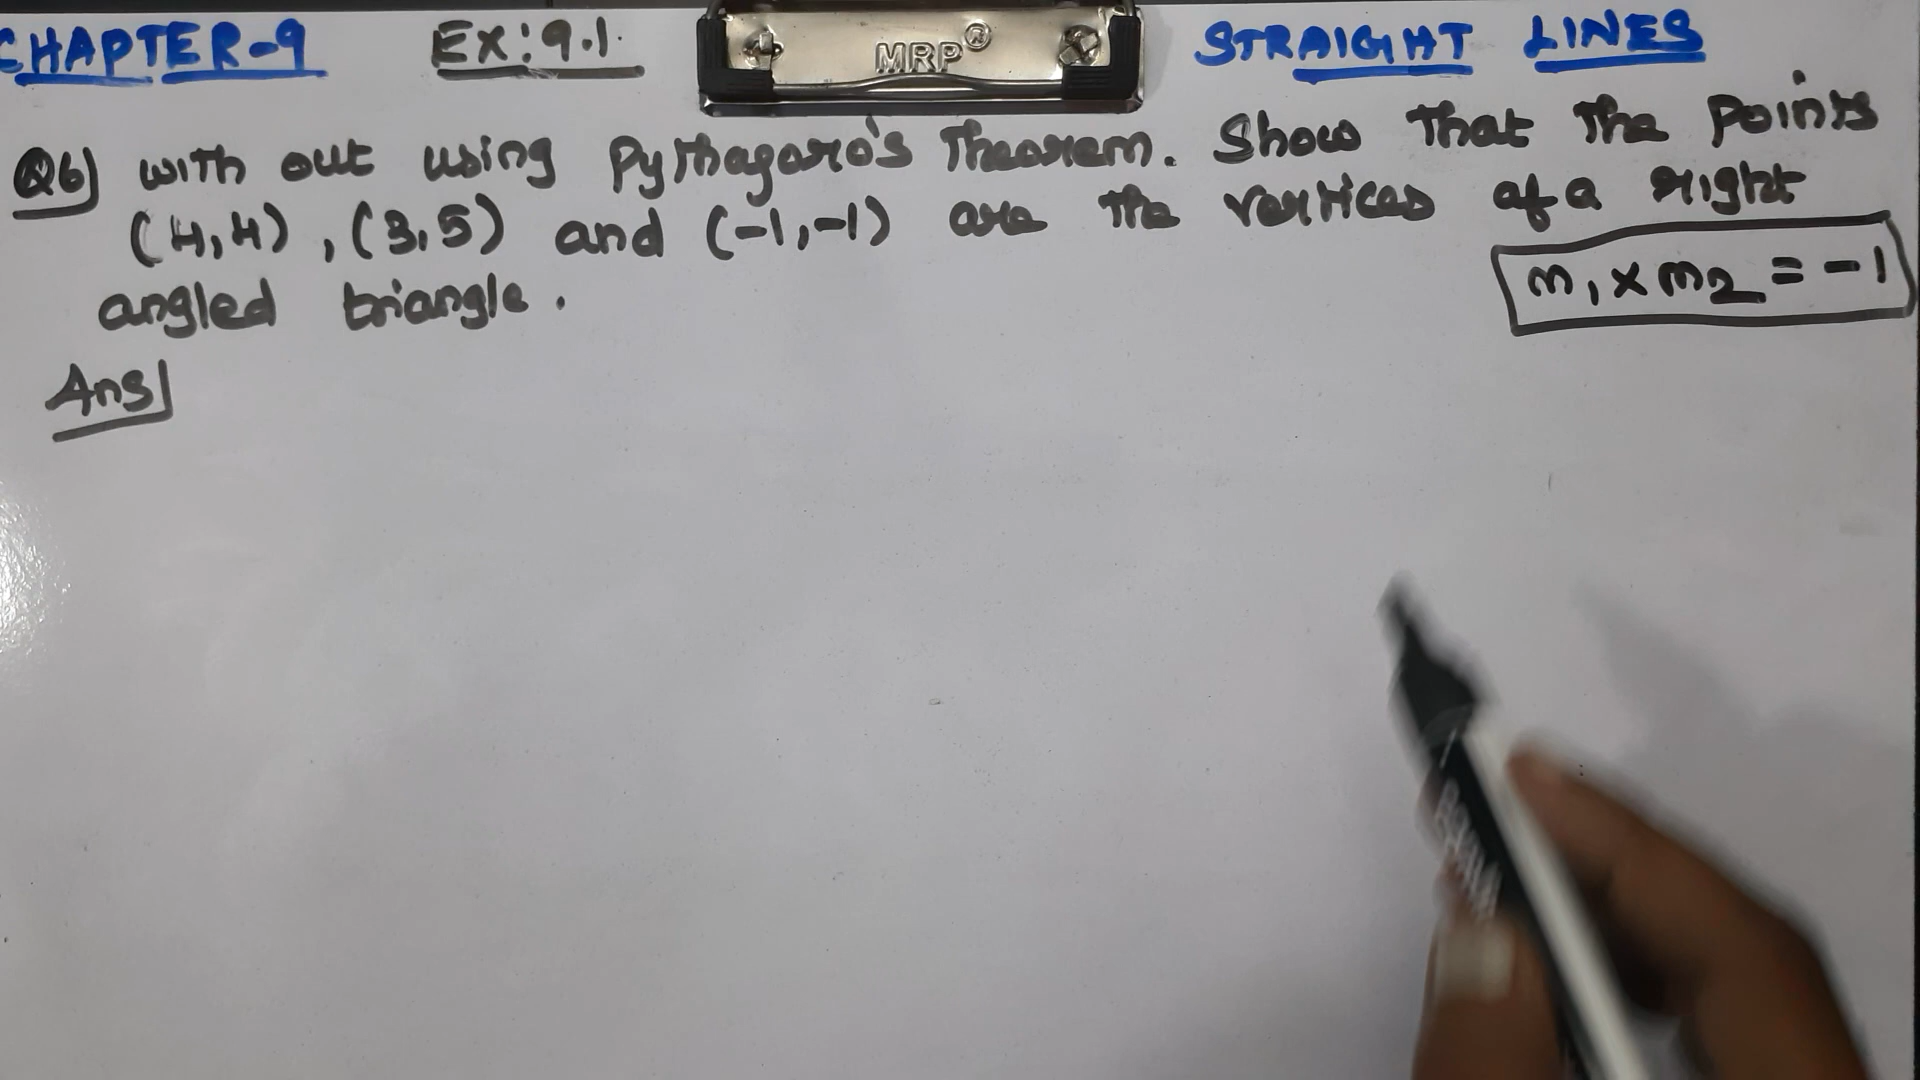 CHAPTER-9 EX:9.1. MRP® STRAIGHT LINES
Q6) with out using Pythagoro's Theorem. Show that the points
(4,4), (3,5) and (-1,-1) are the vertices of a right
angled triangle.
m1 x m2 = -1
Ans]